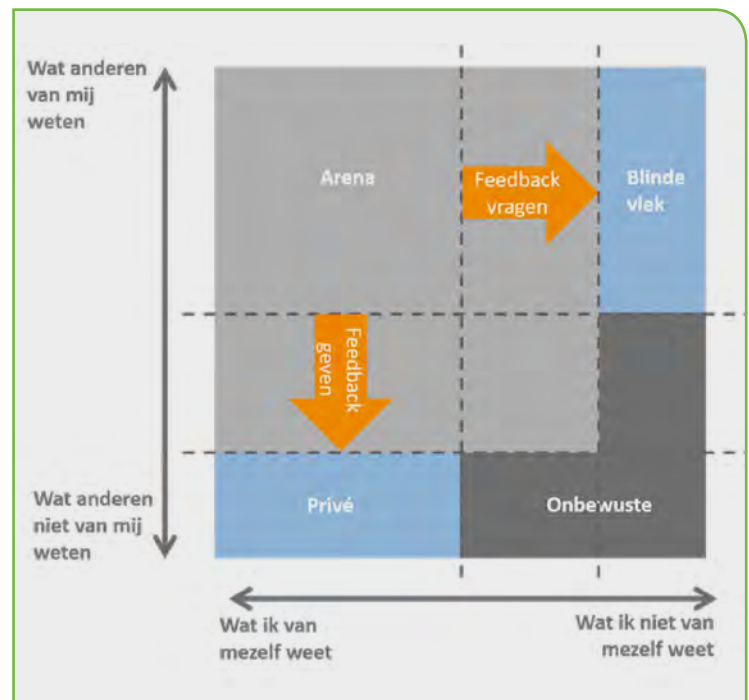 Wat anderen
van mij
weten
Arena
Feedback
vragen
Blinde
vlek
Feedback
geven
Wat anderen
niet van mij
weten
Privé
Onbewuste
Wat ik van
mezelf weet
Wat ik niet van
mezelf weet